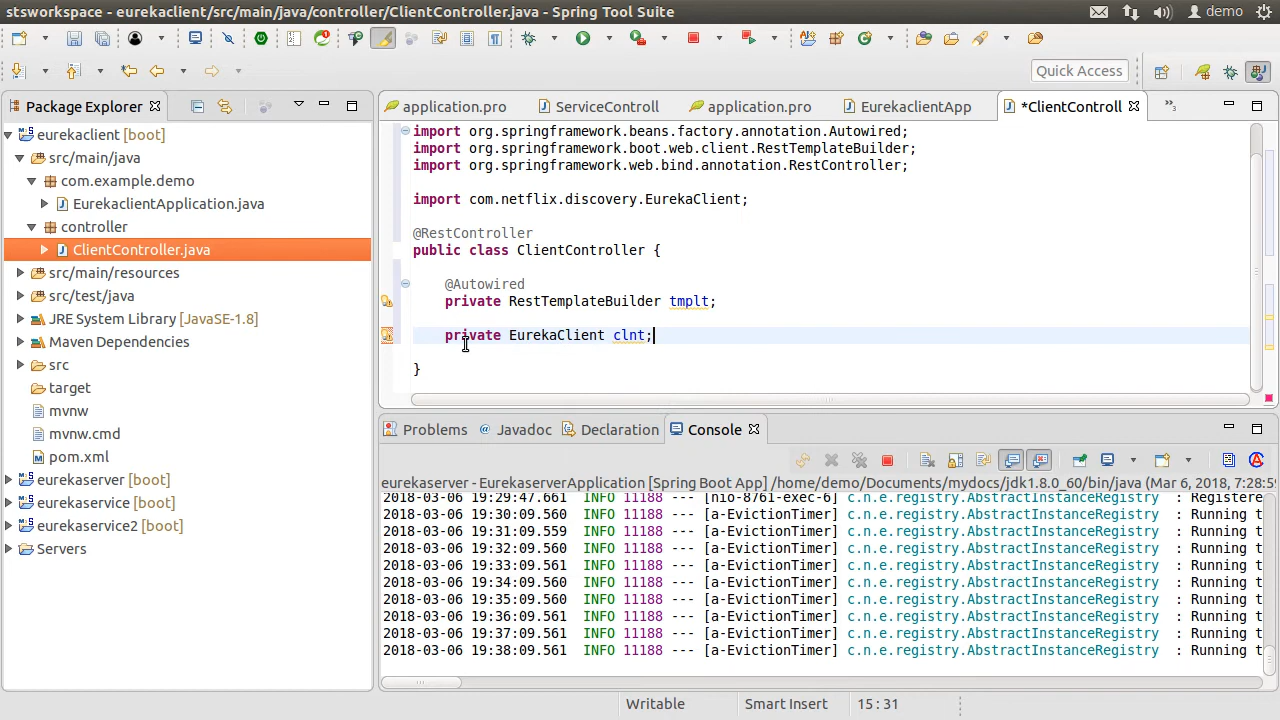 stsworkspace - eurekaclient/src/main/java/controller/ClientController.java - Spring Tool Suite
demo
Quick Access
Package Explorer
application.pro
ServiceControll
application.pro
EurekaclientApp
*ClientControll
»3
eurekaclient [boot]
src/main/java
com.example.demo
EurekaclientApplication.java
controller
ClientController.java
src/main/resources
src/test/java
JRE System Library [JavaSE-1.8]
Maven Dependencies
src
target
mvnw
mvnw.cmd
pom.xml
eurekaserver [boot]
eurekaservice [boot]
eurekaservice2 [boot]
Servers
import org.springframework.beans.factory.annotation.Autowired;
import org.springframework.boot.web.client.RestTemplateBuilder;
import org.springframework.web.bind.annotation.RestController;
import com.netflix.discovery.EurekaClient;
@RestController
public class ClientController {
@Autowired
private RestTemplateBuilder tmplt;
private EurekaClient clnt;
}
Problems
@ Javadoc
Declaration
Console
eurekaserver - EurekaserverApplication [Spring Boot App] /home/demo/Documents/mydocs/jdk1.8.0_60/bin/java (Mar 6, 2018, 7:28:59
2018-03-06 19:29:47.661 INFO 11188 --- [nio-8761-exec-6] c.n.e.registry.AbstractInstanceRegistry : Registere
2018-03-06 19:30:09.560 INFO 11188 --- [a-EvictionTimer] c.n.e.registry.AbstractInstanceRegistry : Running t
2018-03-06 19:31:09.559 INFO 11188 --- [a-EvictionTimer] c.n.e.registry.AbstractInstanceRegistry : Running t
2018-03-06 19:32:09.560 INFO 11188 --- [a-EvictionTimer] c.n.e.registry.AbstractInstanceRegistry : Running t
2018-03-06 19:33:09.561 INFO 11188 --- [a-EvictionTimer] c.n.e.registry.AbstractInstanceRegistry : Running t
2018-03-06 19:34:09.560 INFO 11188 --- [a-EvictionTimer] c.n.e.registry.AbstractInstanceRegistry : Running t
2018-03-06 19:35:09.560 INFO 11188 --- [a-EvictionTimer] c.n.e.registry.AbstractInstanceRegistry : Running t
2018-03-06 19:36:09.561 INFO 11188 --- [a-EvictionTimer] c.n.e.registry.AbstractInstanceRegistry : Running t
2018-03-06 19:37:09.561 INFO 11188 --- [a-EvictionTimer] c.n.e.registry.AbstractInstanceRegistry : Running t
2018-03-06 19:38:09.561 INFO 11188 --- [a-EvictionTimer] c.n.e.registry.AbstractInstanceRegistry : Running t
Writable
Smart Insert
15 : 31